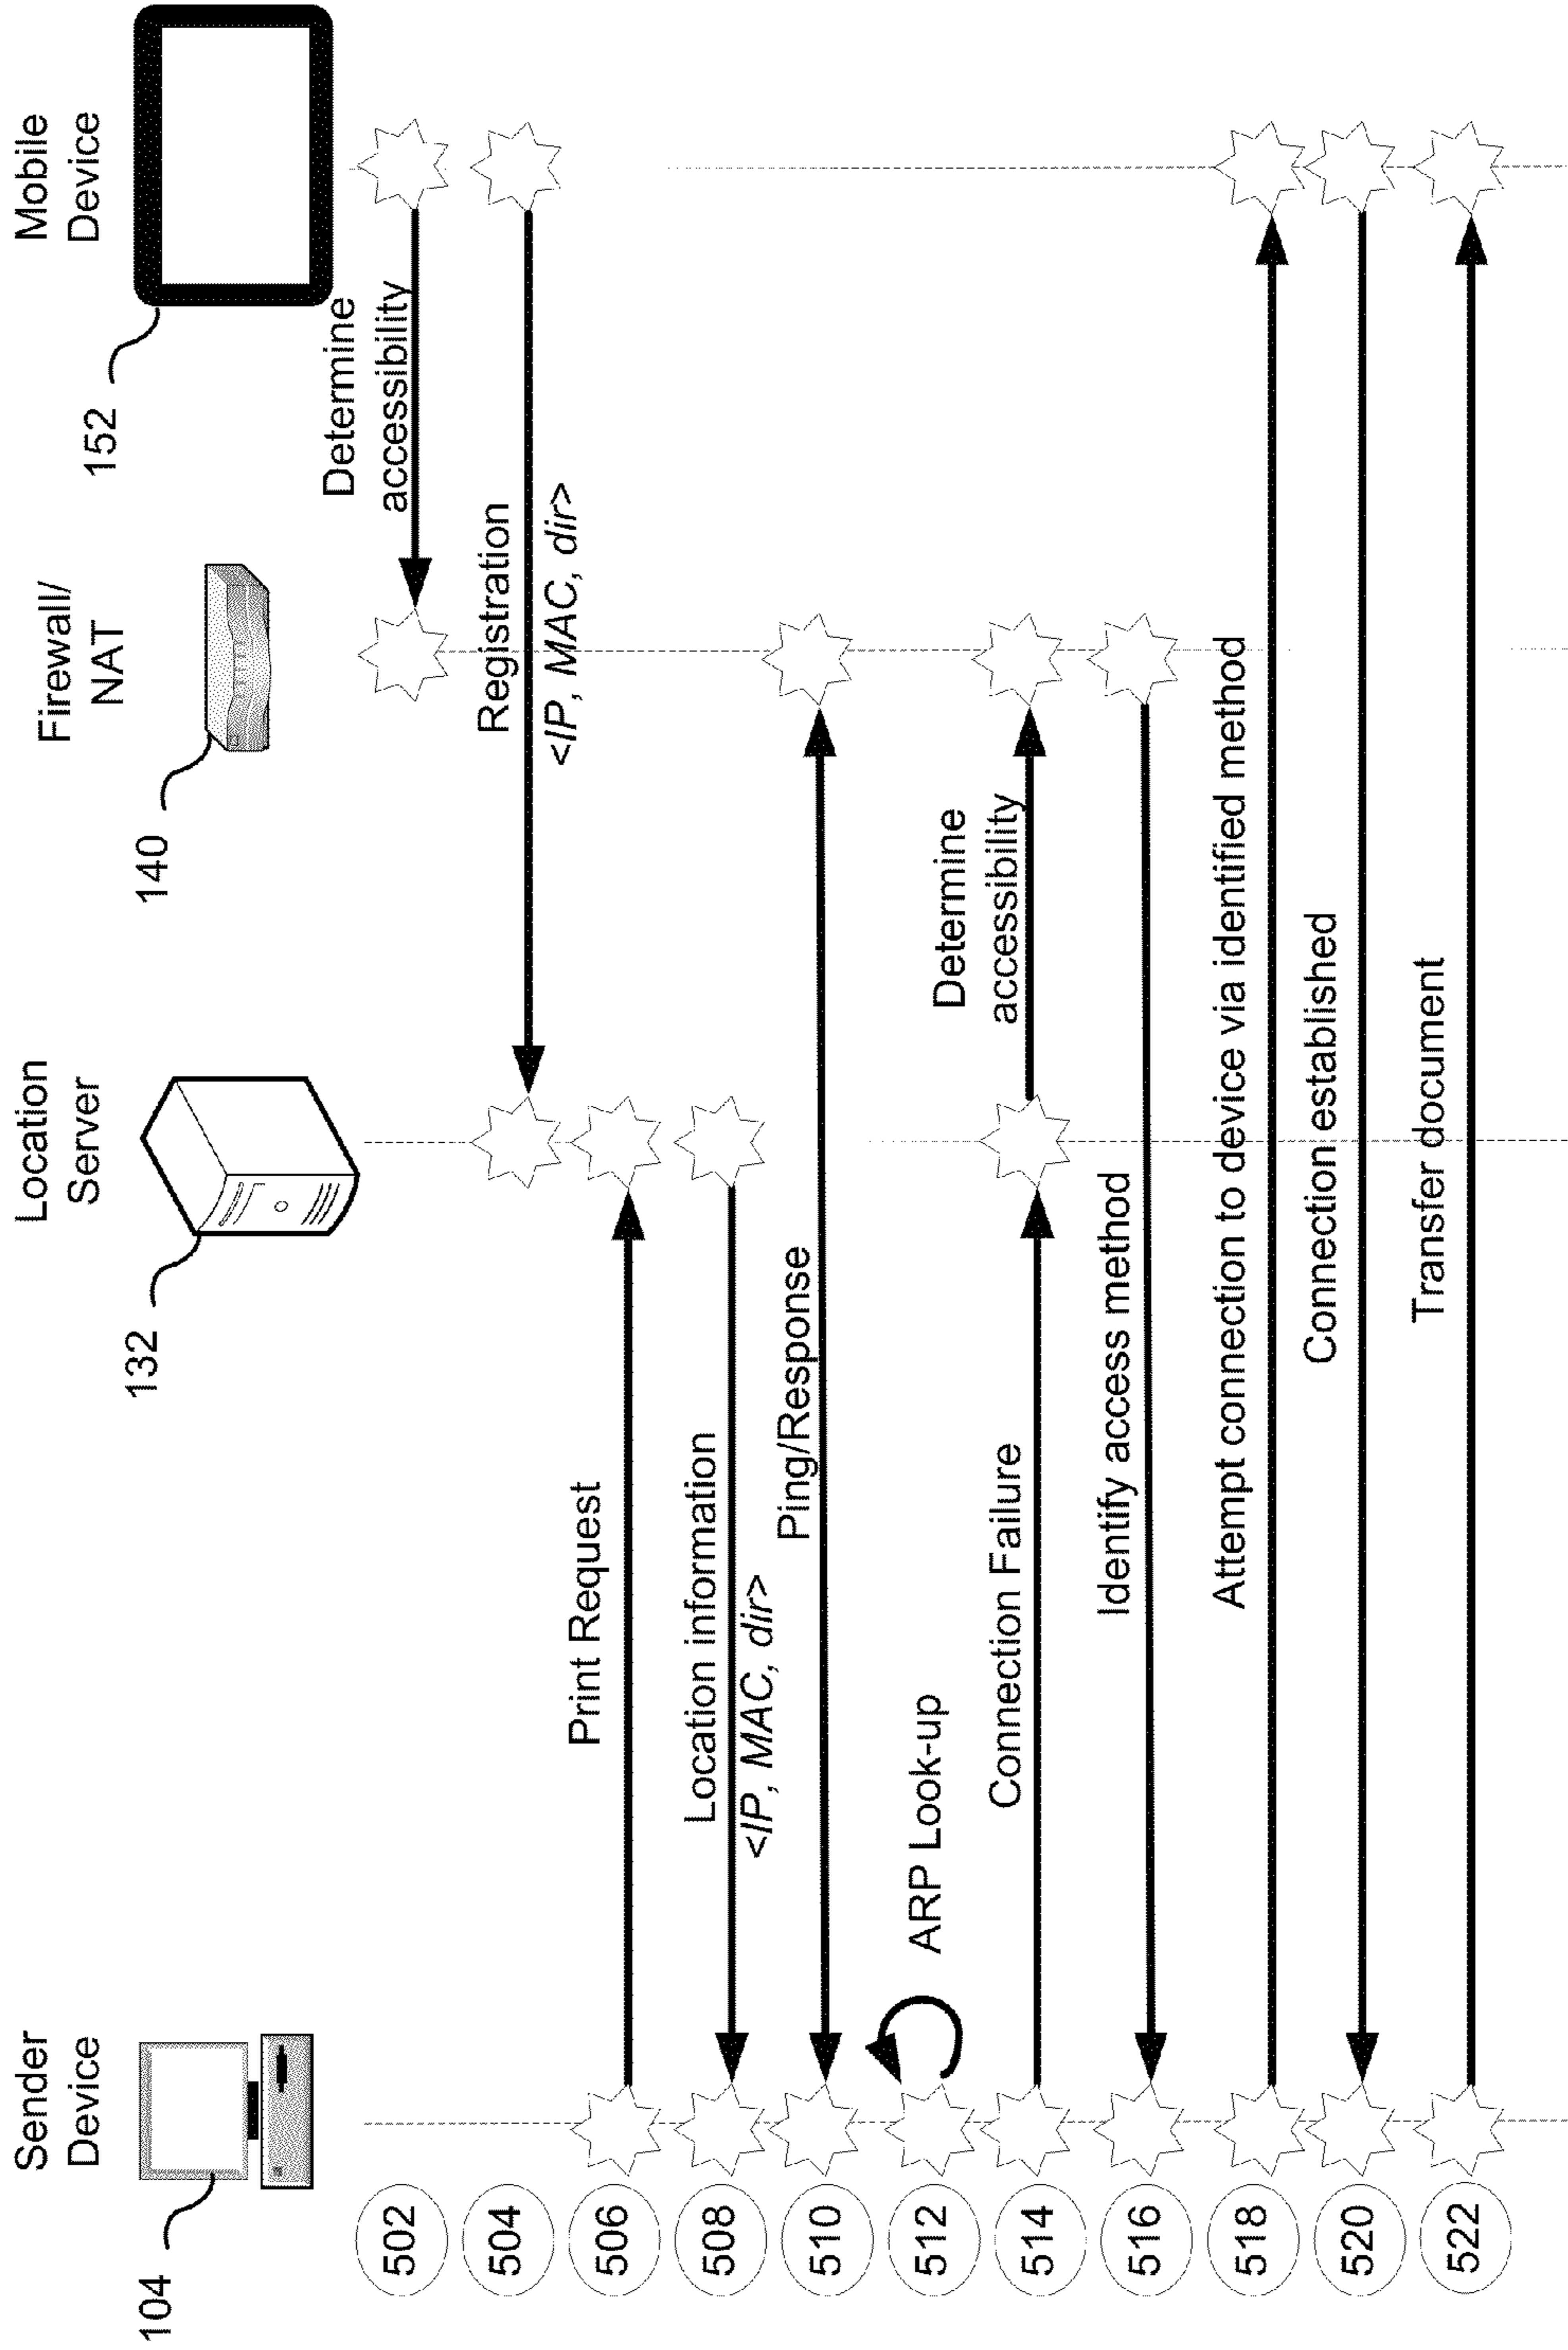 Sender
Device
Location
Server
Firewall/
NAT
Mobile
Device
104
132
140
152
502
Determine
accessibility
504
Registration
<IP, MAC, dir>
506
Print Request
508
Location information
<IP, MAC, dir>
510
Ping/Response
512
ARP Look-up
514
Connection Failure
Determine
accessibility
516
Identify access method
518
Attempt connection to device via identified method
520
Connection established
522
Transfer document